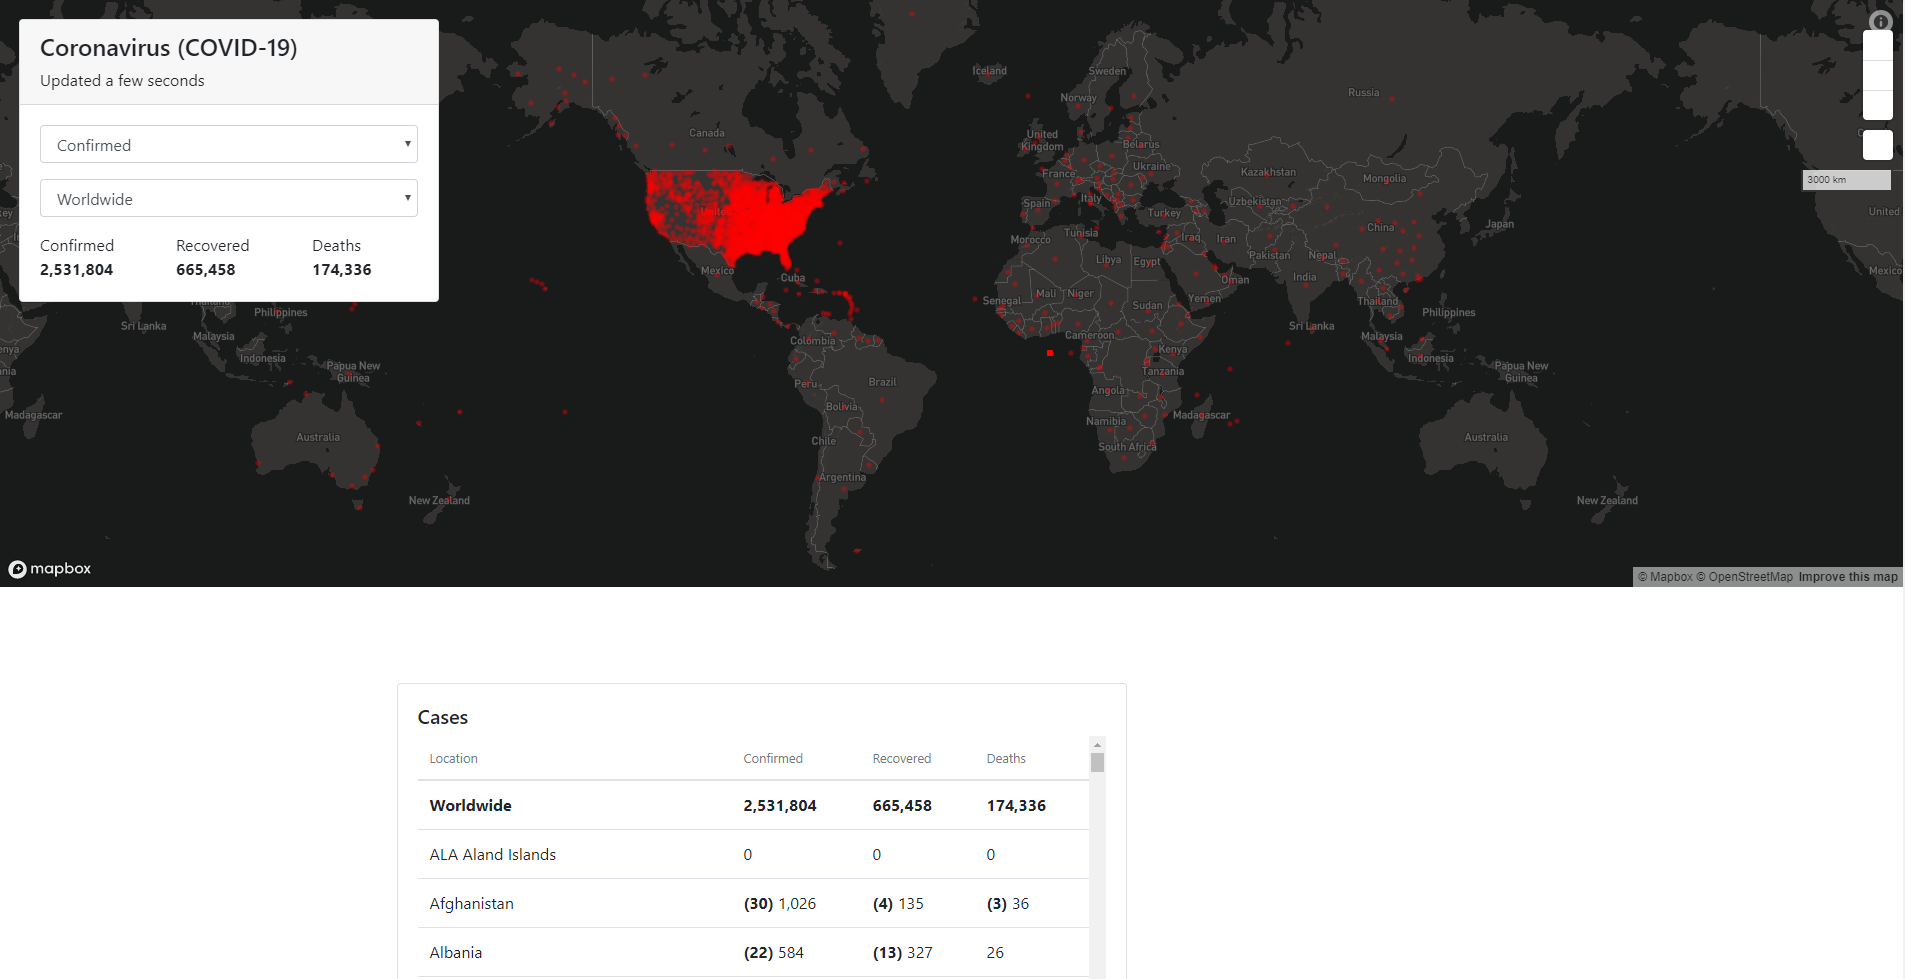 Coronavirus (COVID-19)
Updated a few seconds
Confirmed
Worldwide
Confirmed Recovered Deaths
2,531,804 665,458 174,336
Iceland
Sweden
Norway
Russia
Canada
United Kingdom
Belarus
Ukraine
France
Kazakhstan
Mongolia
Italy
Spain
Uzbekistan
Turkey
United
Japan
China
Tunisia
Morocco
Iraq
Iran
Pakistan
Nepal
Libya
Egypt
Mexico
Cuba
India
Oman
Mali
Niger
Senegal
Sudan
Yemen
Thailand
Philippines
Sri Lanka
Cameroon
Malaysia
Colombia
Kenya
Indonesia
Papua New Guinea
Tanzania
Peru
Brazil
Angola
Bolivia
Madagascar
Namibia
Chile
South Africa
Australia
Argentina
New Zealand
Thailand
Philippines
Sri Lanka
Malaysia
Indonesia
Papua New Guinea
Madagascar
Australia
New Zealand
United
Mexico
3000 km
mapbox
© Mapbox © OpenStreetMap Improve this map
Cases
Location Confirmed Recovered Deaths
Worldwide 2,531,804 665,458 174,336
ALA Aland Islands 0 0 0
Afghanistan (30) 1,026 (4) 135 (3) 36
Albania (22) 584 (13) 327 26